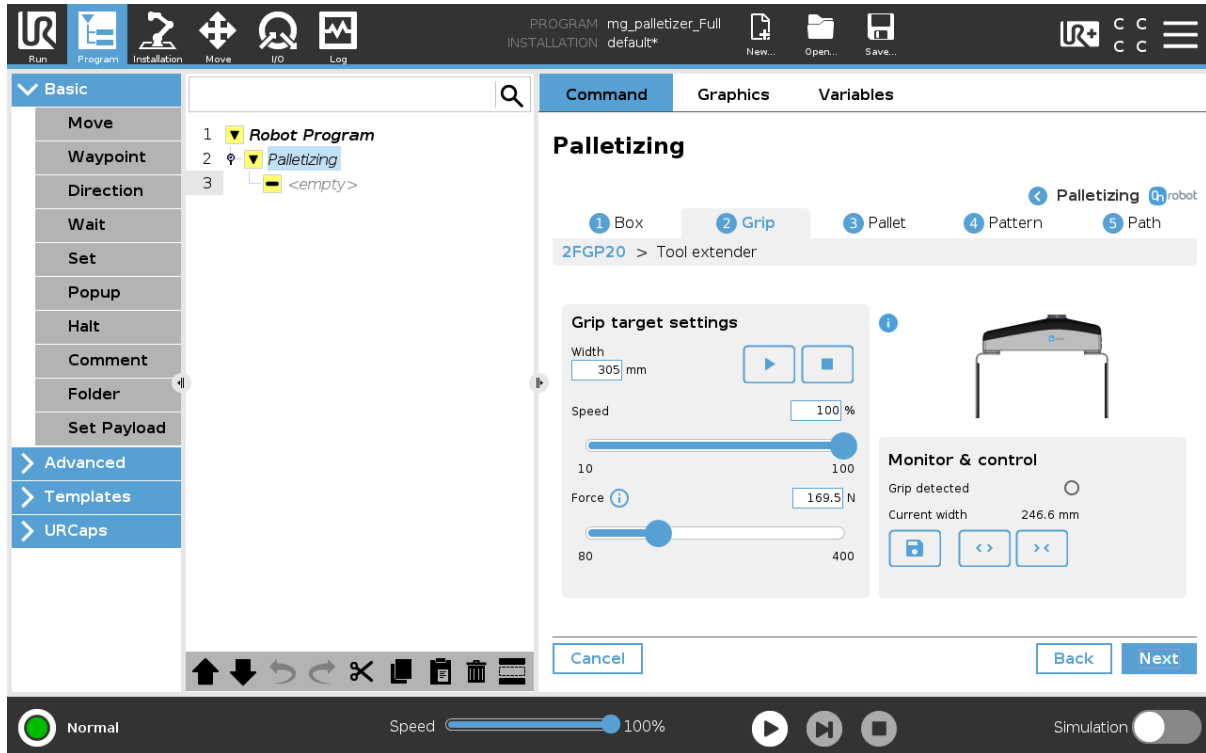 PROGRAM mg_palletizer_Full
INSTALLATION default*
New... Open... Save...
UR+
C C
C C
Run Program Installation Move I/O Log
Basic
Move
Waypoint
Direction
Wait
Set
Popup
Halt
Comment
Folder
Set Payload
Advanced
Templates
URCaps
1 Robot Program
2 Palletizing
3 <empty>
Command Graphics Variables
Palletizing
Palletizing OnRobot
1 Box 2 Grip 3 Pallet 4 Pattern 5 Path
2FGP20 > Tool extender
Grip target settings
Width
305 mm
Speed 100 %
10 100
Force i 169.5 N
80 400
i
Monitor & control
Grip detected
Current width 246.6 mm
Cancel Back Next
Normal Speed 100% Simulation